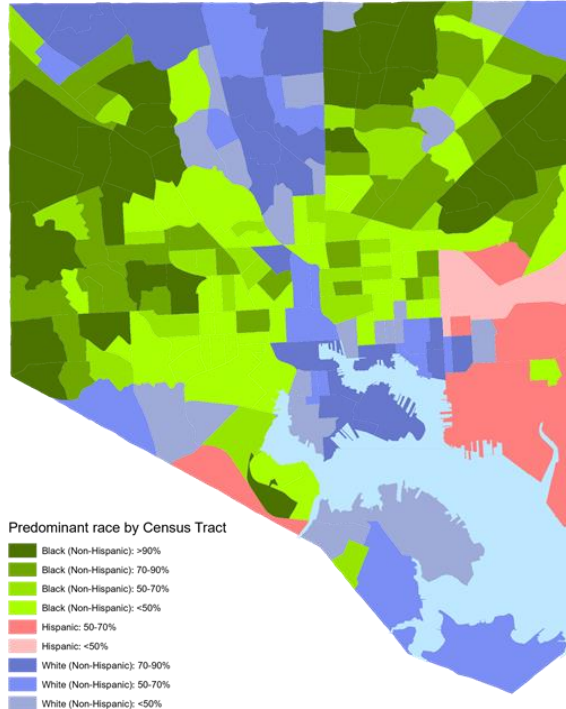 Predominant race by Census Tract
Black (Non-Hispanic): >90%
Black (Non-Hispanic): 70-90%
Black (Non-Hispanic): 50-70%
Black (Non-Hispanic): <50%
Hispanic: 50-70%
Hispanic: <50%
White (Non-Hispanic): 70-90%
White (Non-Hispanic): 50-70%
White (Non-Hispanic): <50%